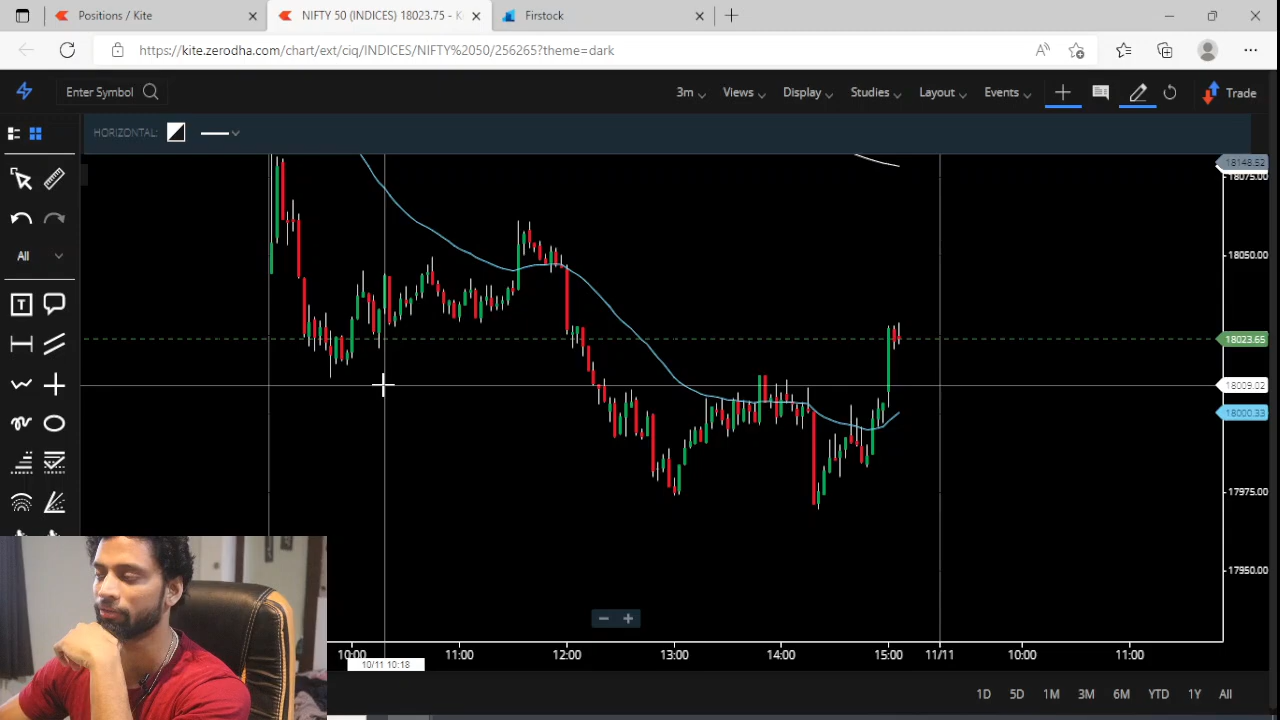 Positions / Kite
NIFTY 50 (INDICES) 18023.75 - K
Firstock
https://kite.zerodha.com/chart/ext/ciq/INDICES/NIFTY%2050/256265?theme=dark
Enter Symbol
3m
Views
Display
Studies
Layout
Events
Trade
HORIZONTAL:
18148.52
18075.00
All
18050.00
T
18023.65
18009.02
18000.33
17975.00
17950.00
10:00
11:00
12:00
13:00
14:00
15:00
11/11
10:00
11:00
10/11 10:18
1D
5D
1M
3M
6M
YTD
1Y
All